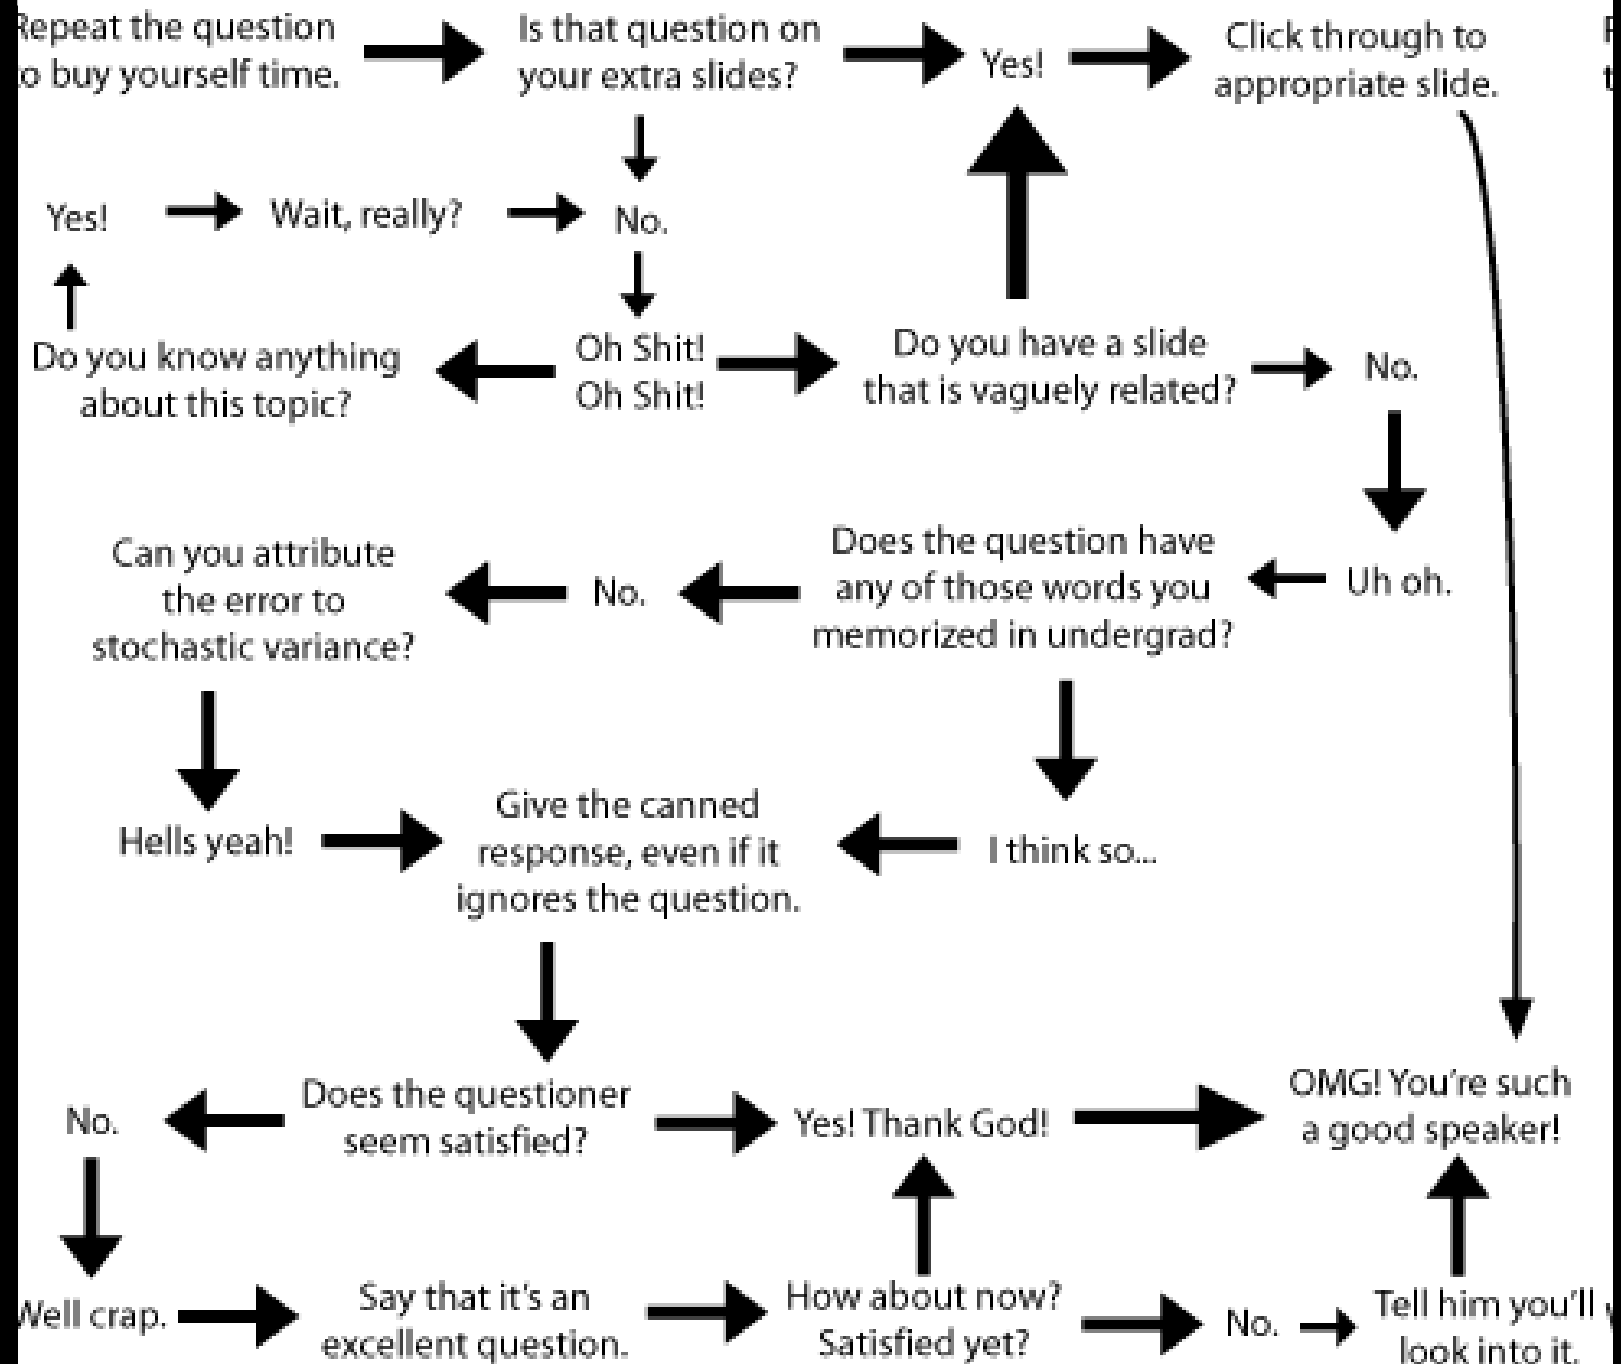 Repeat the question
to buy yourself time.
Is that question on
your extra slides?
Yes!
Click through to
appropriate slide.
Yes!
Wait, really?
No.
Do you know anything
about this topic?
Oh Shit!
Oh Shit!
Do you have a slide
that is vaguely related?
No.
Can you attribute
the error to
stochastic variance?
No.
Does the question have
any of those words you
memorized in undergrad?
Uh oh.
Hells yeah!
Give the canned
response, even if it
ignores the question.
I think so...
No.
Does the questioner
seem satisfied?
Yes! Thank God!
OMG! You're such
a good speaker!
Well crap.
Say that it's an
excellent question.
How about now?
Satisfied yet?
No.
Tell him you'll
look into it.